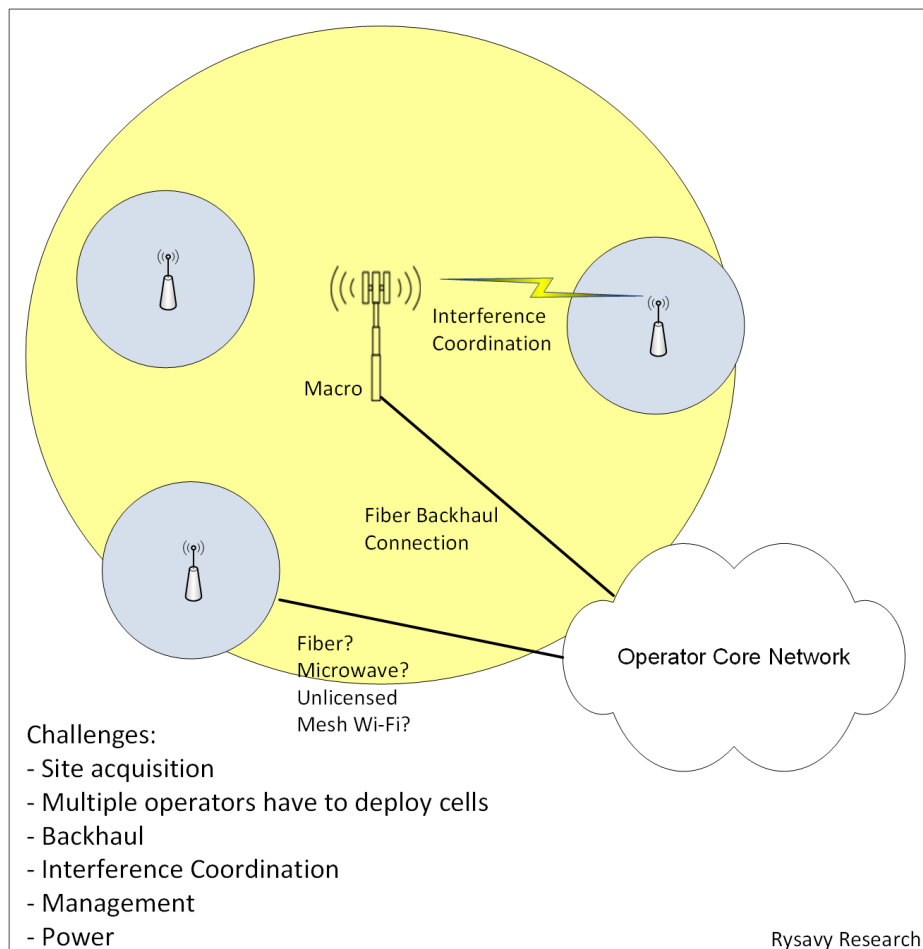 Interference
Coordination
Macro
Fiber Backhaul
Connection
Operator Core Network
Fiber?
Microwave?
Unlicensed
Mesh Wi-Fi?
Challenges:
- Site acquisition
- Multiple operators have to deploy cells
- Backhaul
- Interference Coordination
- Management
- Power
Rysavy Research